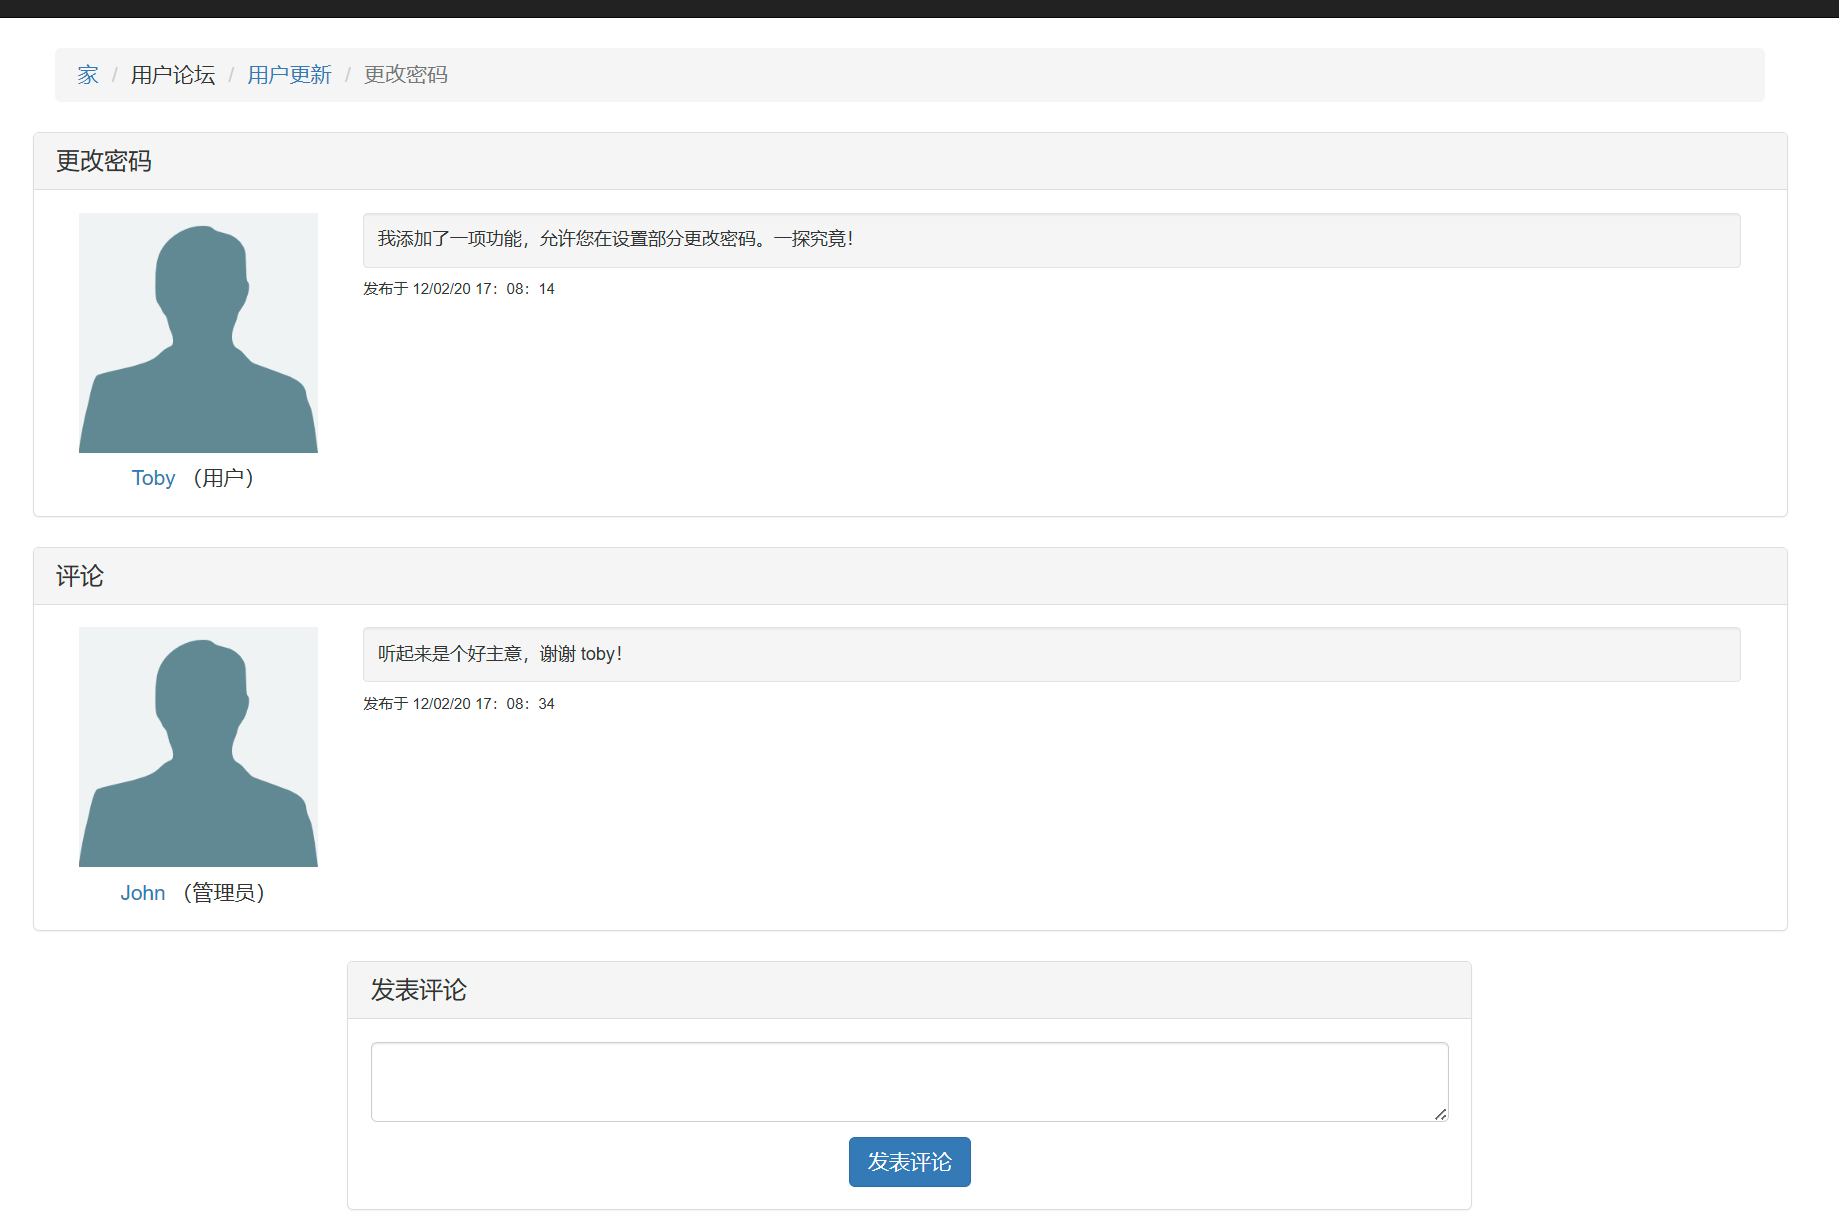 家 / 用户论坛 / 用户更新 / 更改密码
更改密码
我添加了一项功能，允许您在设置部分更改密码。一探究竟！
发布于 12/02/20 17：08：14
Toby （用户）
评论
听起来是个好主意，谢谢 toby！
发布于 12/02/20 17：08：34
John （管理员）
发表评论
发表评论